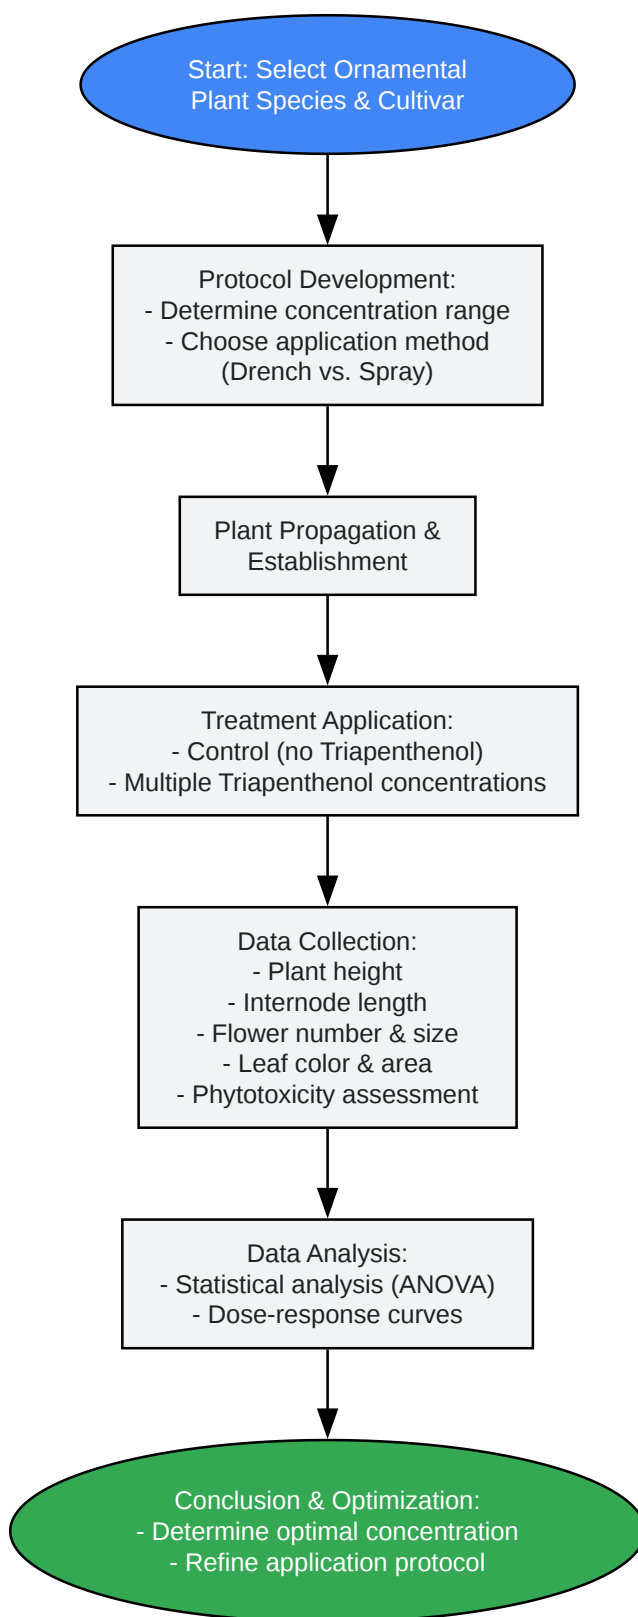 Start: Select Ornamental
Plant Species & Cultivar
Protocol Development:
- Determine concentration range
- Choose application method
(Drench vs. Spray)
Plant Propagation &
Establishment
Treatment Application:
- Control (no Triapenthenol)
- Multiple Triapenthenol concentrations
Data Collection:
- Plant height
- Internode length
- Flower number & size
- Leaf color & area
- Phytotoxicity assessment
Data Analysis:
- Statistical analysis (ANOVA)
- Dose-response curves
Conclusion & Optimization:
- Determine optimal concentration
- Refine application protocol